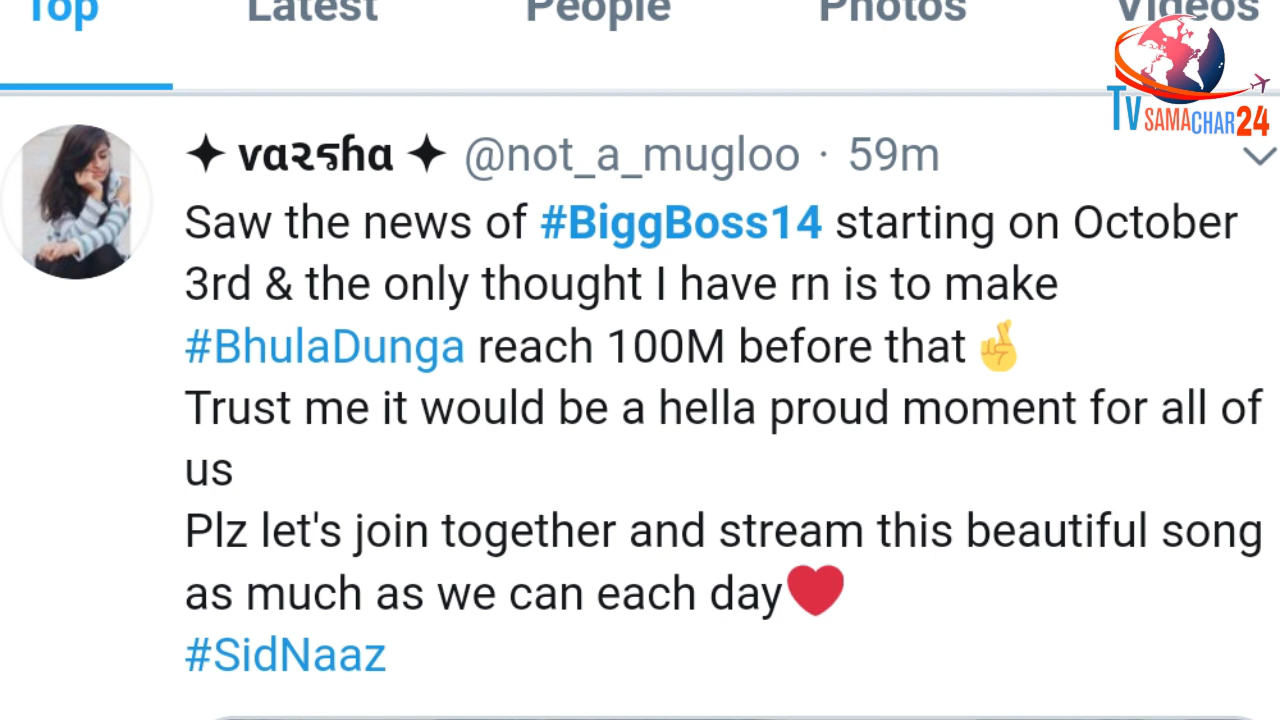 Top Latest People Photos Videos
TV SAMACHAR 24
✦ ѵαખશɦα ✦ @not_a_mugloo · 59m
Saw the news of #BiggBoss14 starting on October
3rd & the only thought I have rn is to make
#BhulaDunga reach 100M before that🤞
Trust me it would be a hella proud moment for all of
us
Plz let's join together and stream this beautiful song
as much as we can each day❤️
#SidNaaz